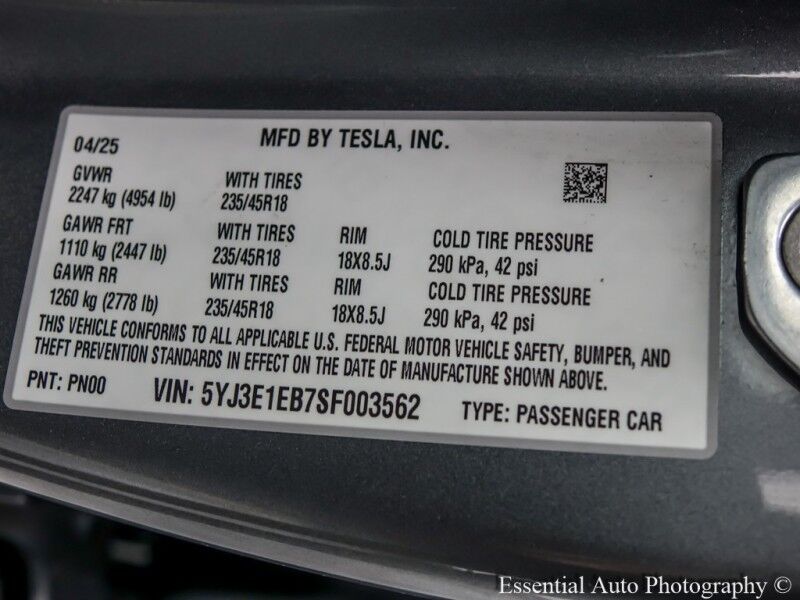 04/25 MFD BY TESLA, INC.
GVWR WITH TIRES
2247 kg (4954 lb) 235/45R18
GAWR FRT WITH TIRES RIM COLD TIRE PRESSURE
1110 kg (2447 lb) 235/45R18 18X8.5J 290 kPa, 42 psi
GAWR RR WITH TIRES RIM COLD TIRE PRESSURE
1260 kg (2778 lb) 235/45R18 18X8.5J 290 kPa, 42 psi
THIS VEHICLE CONFORMS TO ALL APPLICABLE U.S. FEDERAL MOTOR VEHICLE SAFETY, BUMPER, AND
THEFT PREVENTION STANDARDS IN EFFECT ON THE DATE OF MANUFACTURE SHOWN ABOVE.
PNT: PN00 VIN: 5YJ3E1EB7SF003562 TYPE: PASSENGER CAR
Essential Auto Photography ©